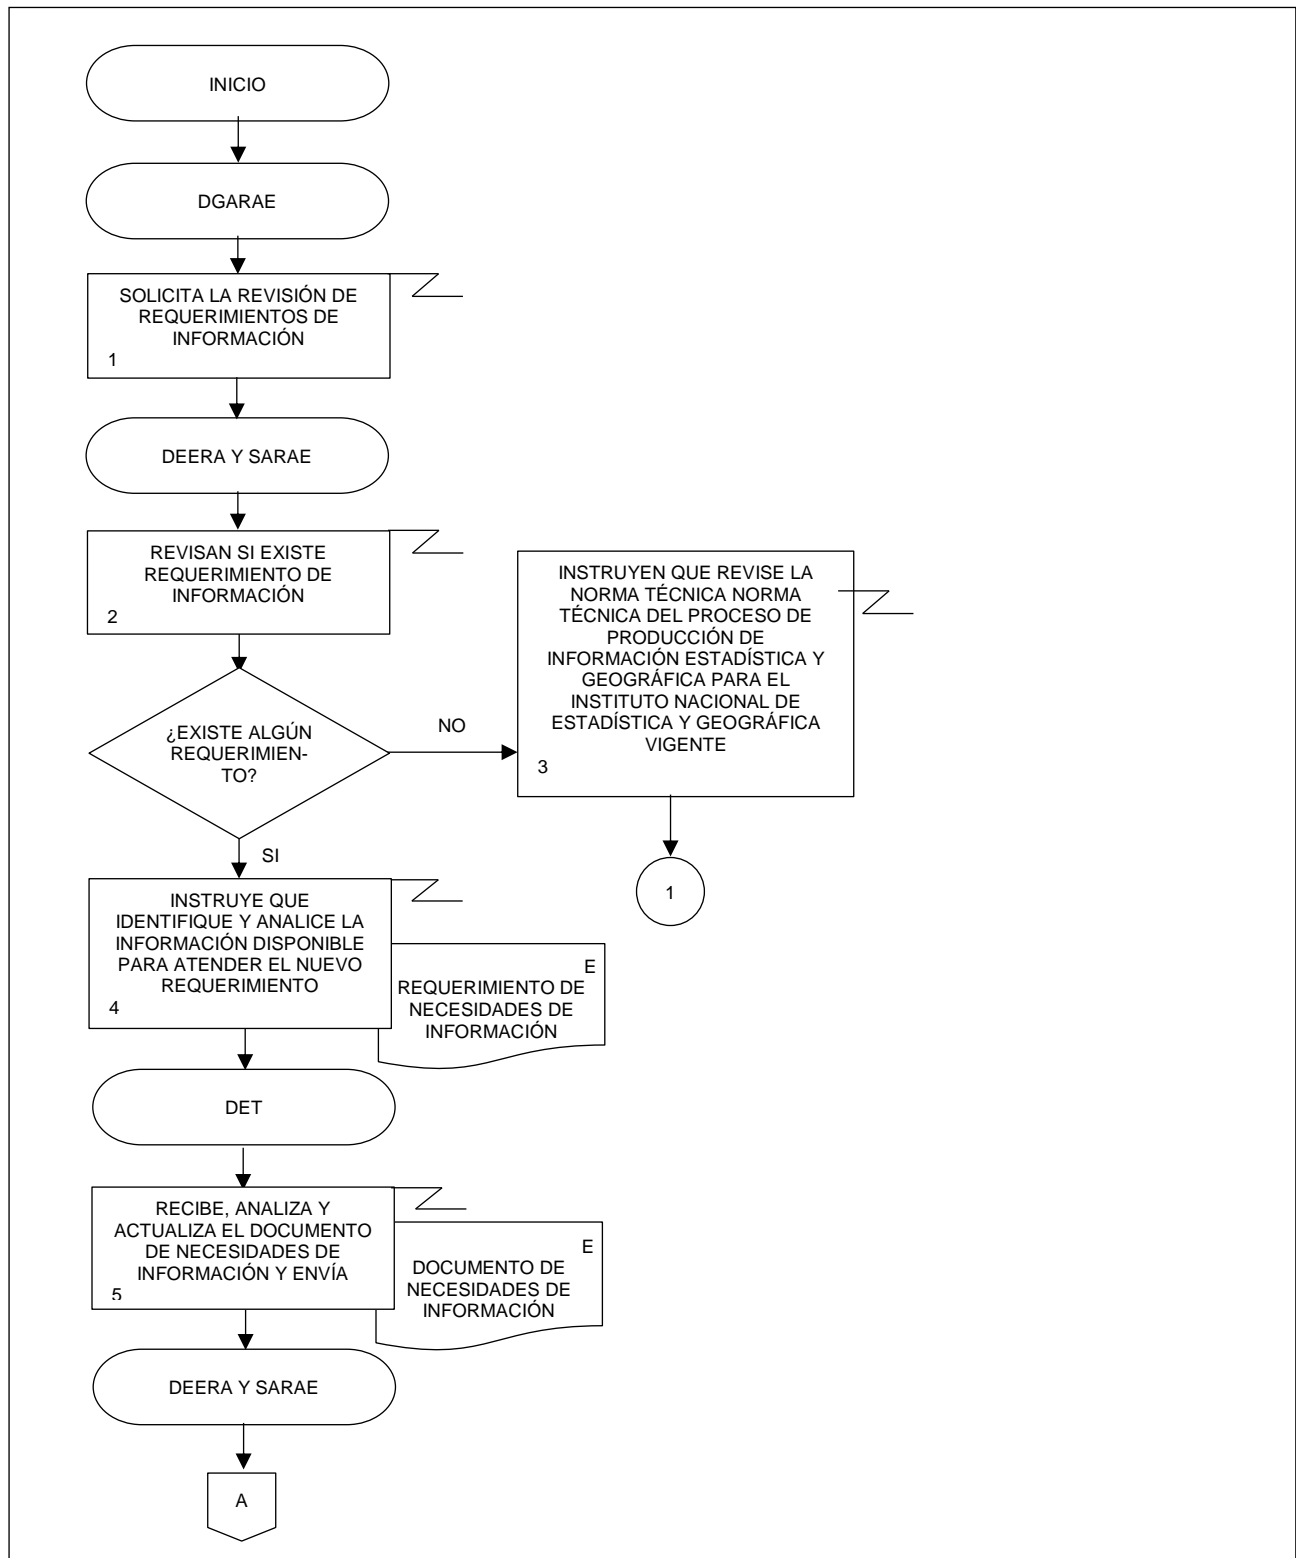 INICIO
DGARAE
SOLICITA LA REVISIÓN DE
REQUERIMIENTOS DE
INFORMACIÓN
1
DEERA Y SARAE
REVISAN SI EXISTE
REQUERIMIENTO DE
INFORMACIÓN
2
¿EXISTE ALGÚN
REQUERIMIEN-
TO?
NO
INSTRUYEN QUE REVISE LA
NORMA TÉCNICA NORMA
TÉCNICA DEL PROCESO DE
PRODUCCIÓN DE
INFORMACIÓN ESTADÍSTICA Y
GEOGRÁFICA PARA EL
INSTITUTO NACIONAL DE
ESTADÍSTICA Y GEOGRÁFICA
VIGENTE
3
1
SI
INSTRUYE QUE
IDENTIFIQUE Y ANALICE LA
INFORMACIÓN DISPONIBLE
PARA ATENDER EL NUEVO
REQUERIMIENTO
4
E
REQUERIMIENTO DE
NECESIDADES DE
INFORMACIÓN
DET
RECIBE, ANALIZA Y
ACTUALIZA EL DOCUMENTO
DE NECESIDADES DE
INFORMACIÓN Y ENVÍA
5
E
DOCUMENTO DE
NECESIDADES DE
INFORMACIÓN
DEERA Y SARAE
A